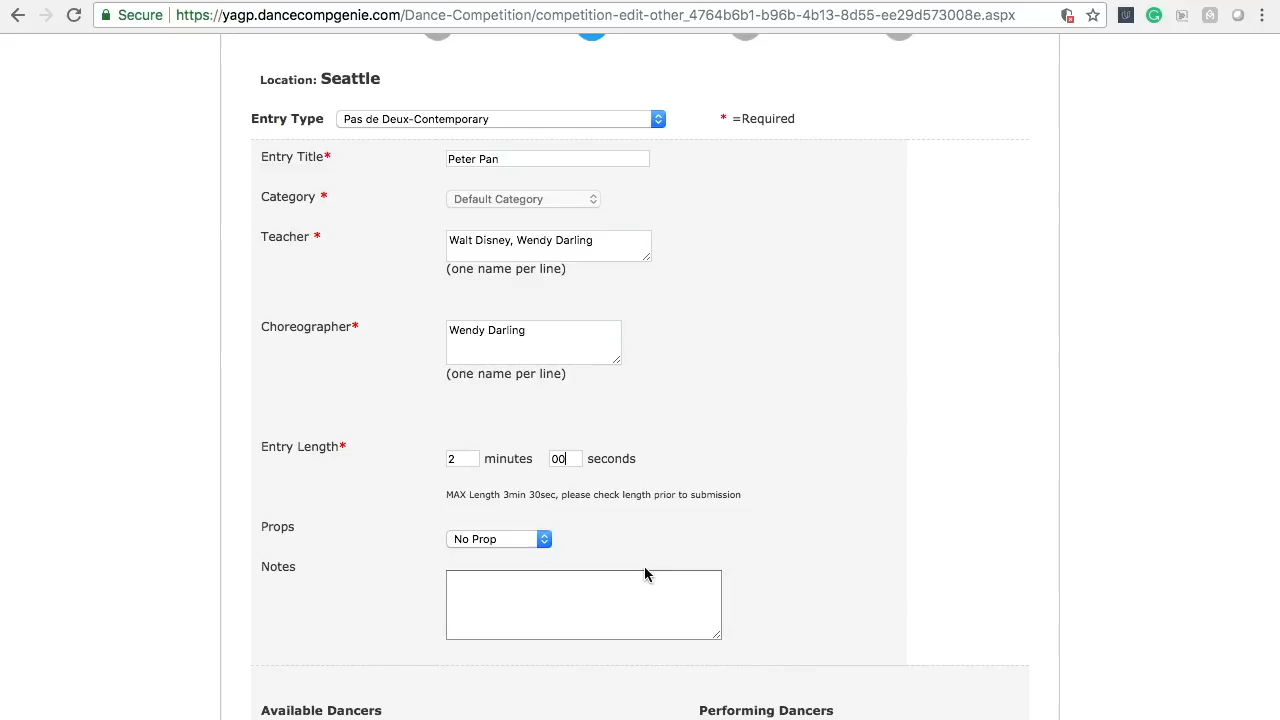 Secure https://yagp.dancecompgenie.com/Dance-Competition/competition-edit-other_4764b6b1-b96b-4b13-8d55-ee29d573008e.aspx
Location: Seattle
Entry Type Pas de Deux-Contemporary * =Required
Entry Title* Peter Pan
Category * Default Category
Teacher * Walt Disney, Wendy Darling
(one name per line)
Choreographer* Wendy Darling
(one name per line)
Entry Length* 2 minutes 00 seconds
MAX Length 3min 30sec, please check length prior to submission
Props No Prop
Notes
Available Dancers Performing Dancers